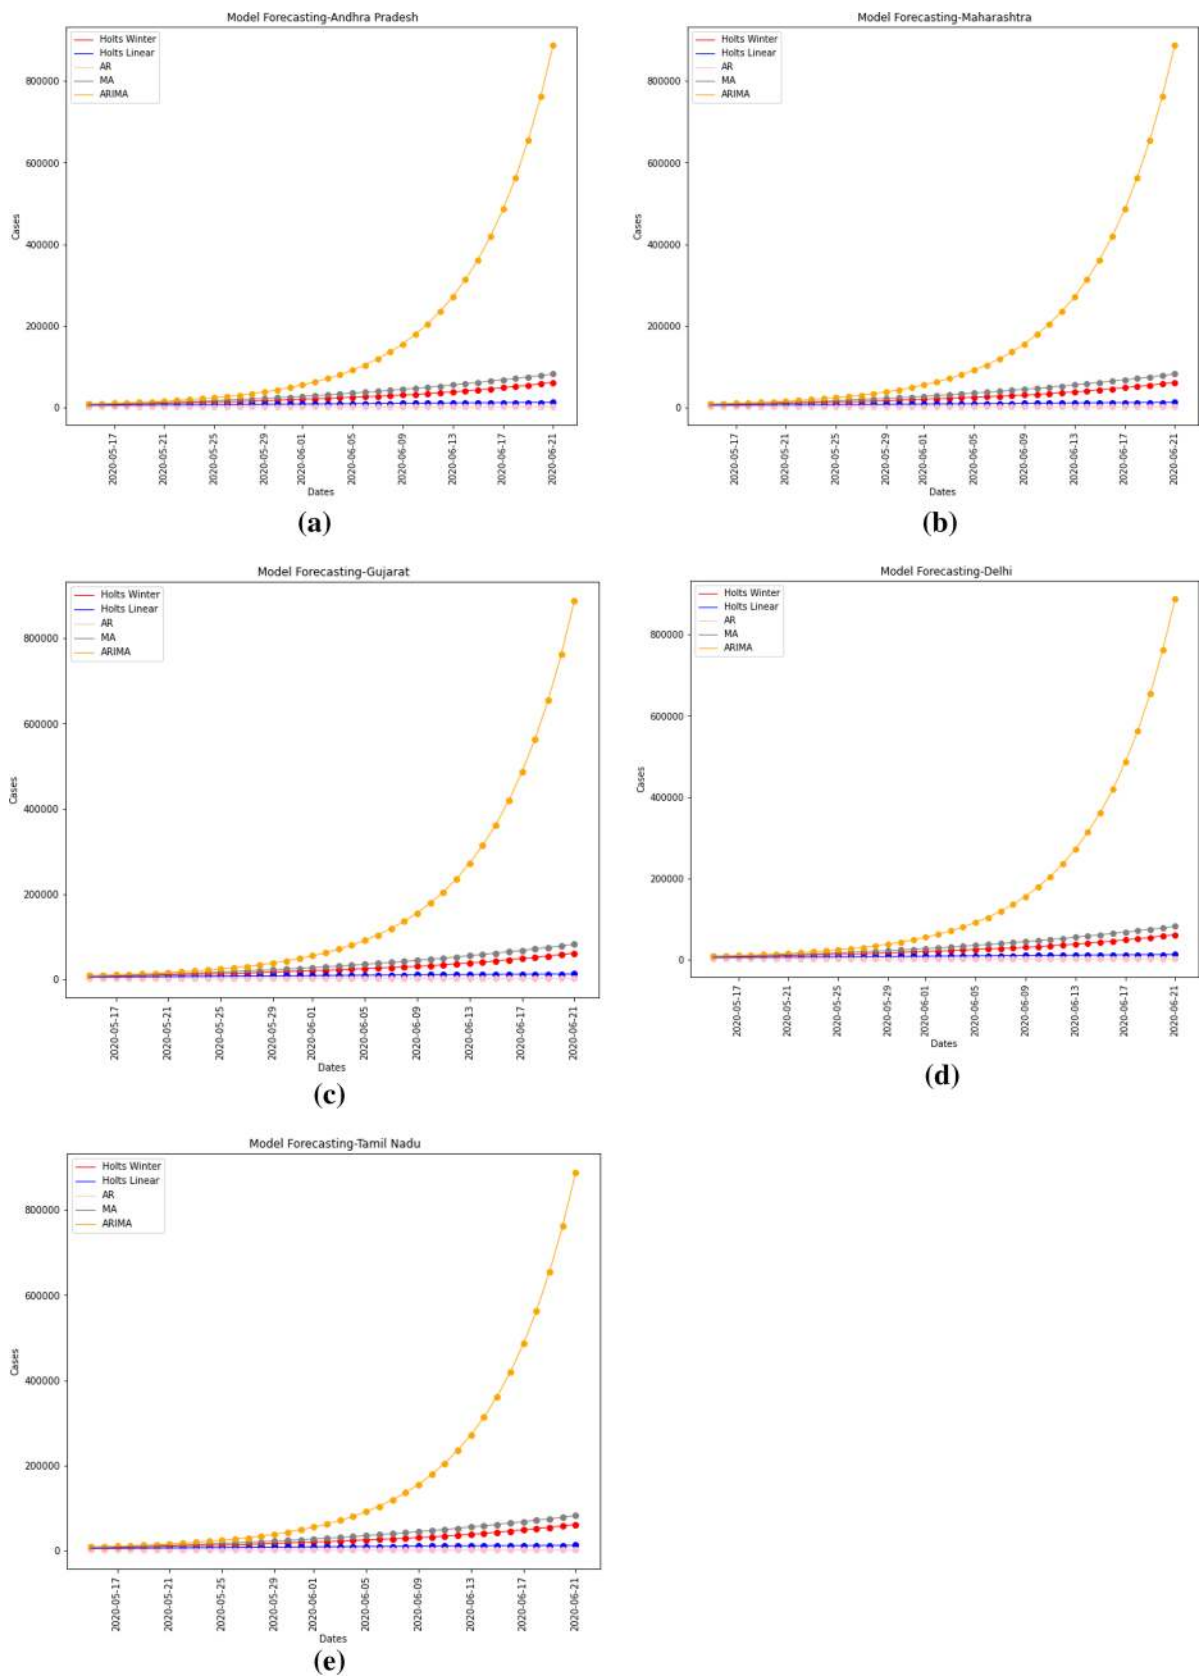 Model Forecasting-Andhra Pradesh
Holts Winter
Holts Linear
AR
MA
ARIMA
800000
600000
400000
200000
0
Cases
2020-05-17
2020-05-21
2020-05-25
2020-05-29
2020-06-01
2020-06-05
2020-06-09
2020-06-13
2020-06-17
2020-06-21
Dates
(a)
Model Forecasting-Maharashtra
Holts Winter
Holts Linear
AR
MA
ARIMA
800000
600000
400000
200000
0
Cases
2020-05-17
2020-05-21
2020-05-25
2020-05-29
2020-06-01
2020-06-05
2020-06-09
2020-06-13
2020-06-17
2020-06-21
Dates
(b)
Model Forecasting-Gujarat
Holts Winter
Holts Linear
AR
MA
ARIMA
800000
600000
400000
200000
0
Cases
2020-05-17
2020-05-21
2020-05-25
2020-05-29
2020-06-01
2020-06-05
2020-06-09
2020-06-13
2020-06-17
2020-06-21
Dates
(c)
Model Forecasting-Delhi
Holts Winter
Holts Linear
AR
MA
ARIMA
800000
600000
400000
200000
0
Cases
2020-05-17
2020-05-21
2020-05-25
2020-05-29
2020-06-01
2020-06-05
2020-06-09
2020-06-13
2020-06-17
2020-06-21
Dates
(d)
Model Forecasting-Tamil Nadu
Holts Winter
Holts Linear
AR
MA
ARIMA
800000
600000
400000
200000
0
Cases
2020-05-17
2020-05-21
2020-05-25
2020-05-29
2020-06-01
2020-06-05
2020-06-09
2020-06-13
2020-06-17
2020-06-21
Dates
(e)